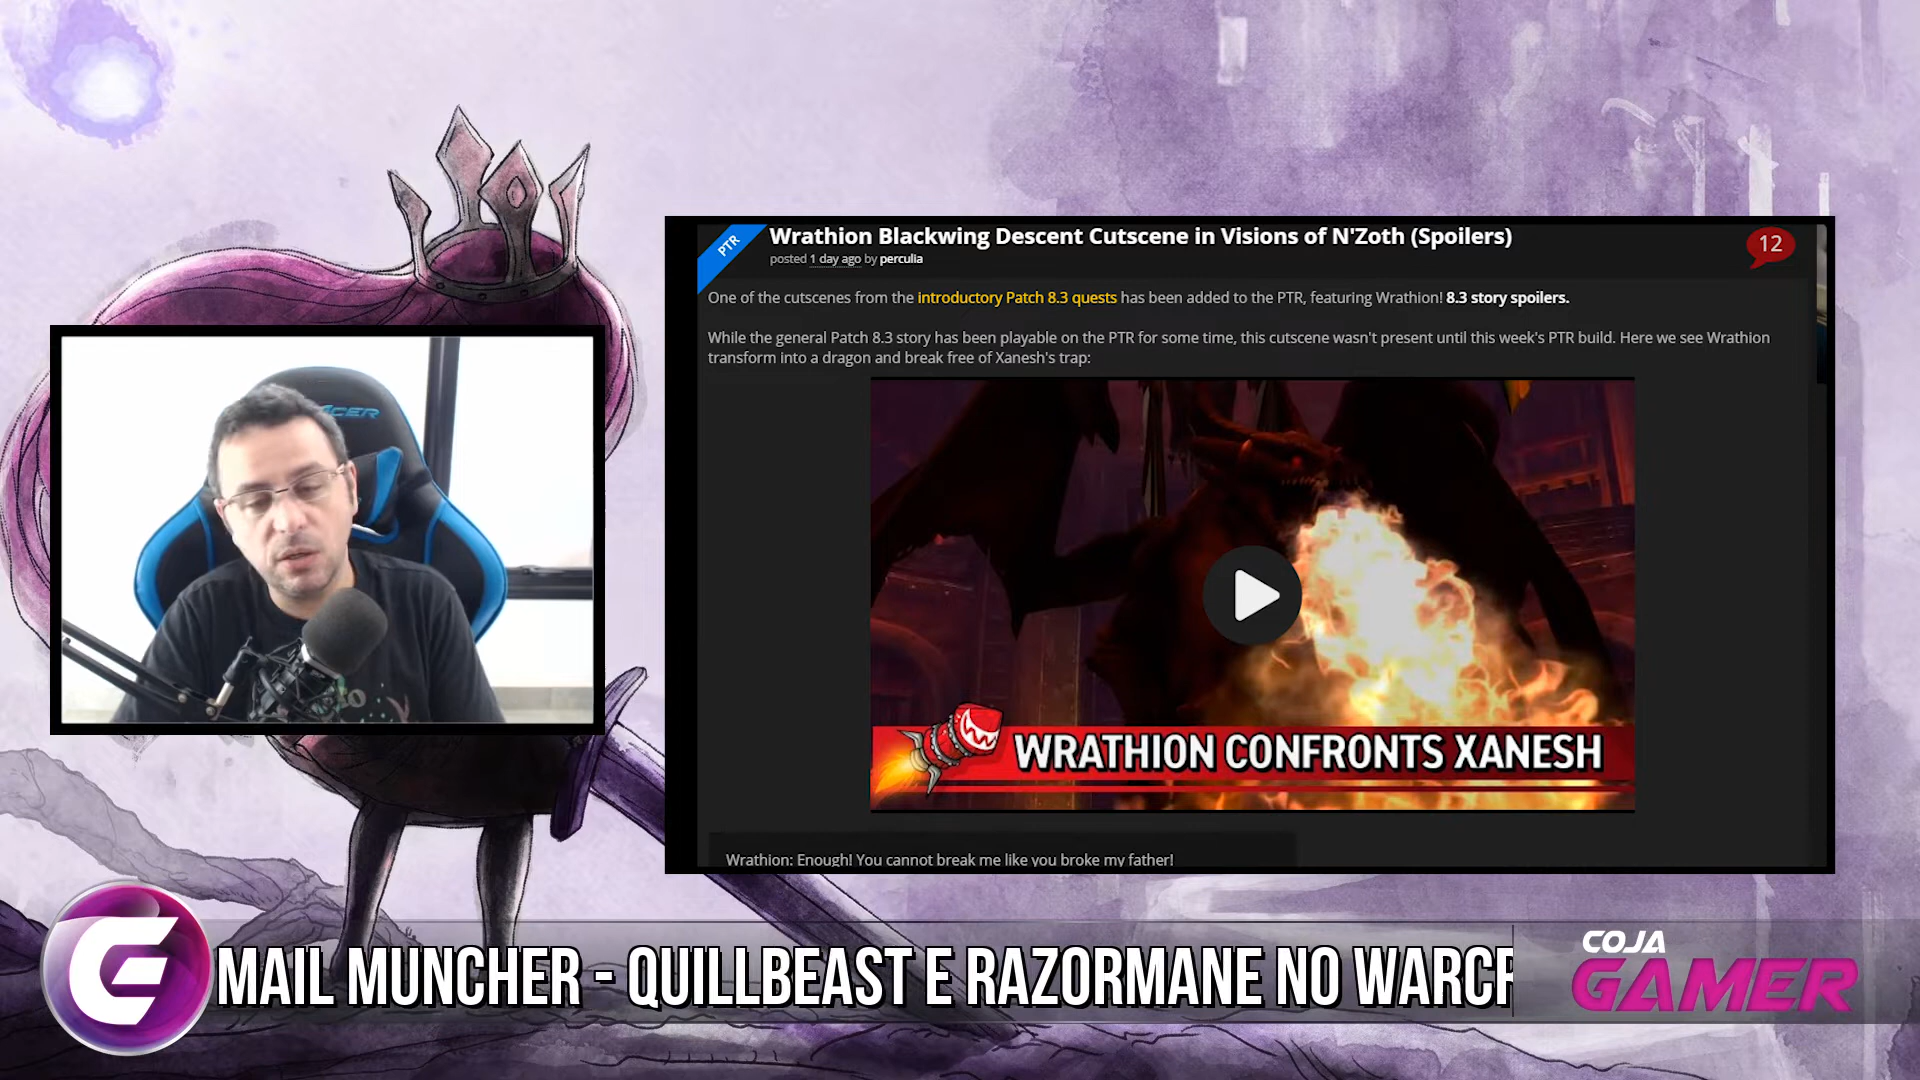 PTR
Wrathion Blackwing Descent Cutscene in Visions of N'Zoth (Spoilers)
12
posted 1 day ago by perculia
One of the cutscenes from the introductory Patch 8.3 quests has been added to the PTR, featuring Wrathion! 8.3 story spoilers.
While the general Patch 8.3 story has been playable on the PTR for some time, this cutscene wasn't present until this week's PTR build. Here we see Wrathion
transform into a dragon and break free of Xanesh's trap:
WRATHION CONFRONTS XANESH
Wrathion: Enough! You cannot break me like you broke my father!
MAIL MUNCHER - QUILLBEAST E RAZORMANE NO WARCR
COJA
GAMER